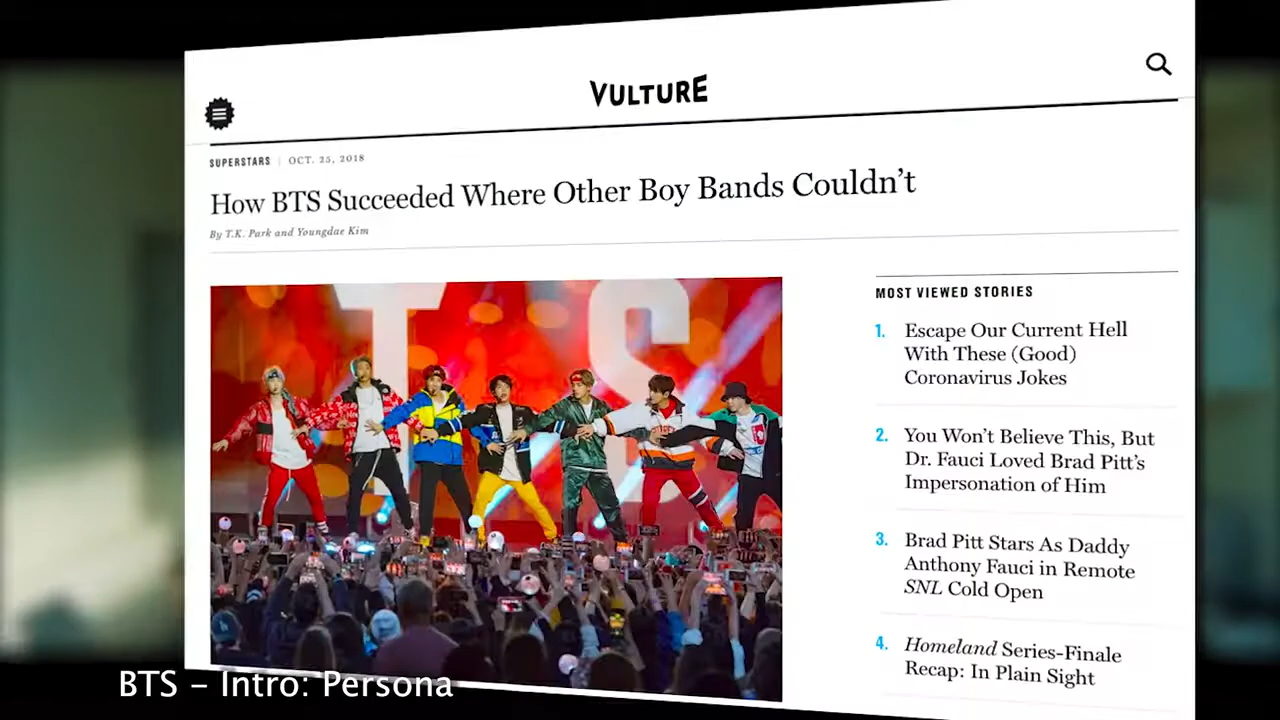 VULTURE
SUPERSTARS | OCT. 25, 2018
How BTS Succeeded Where Other Boy Bands Couldn't
By T.K. Park and Youngdae Kim
T S
MOST VIEWED STORIES
1. Escape Our Current Hell
With These (Good)
Coronavirus Jokes
2. You Won't Believe This, But
Dr. Fauci Loved Brad Pitt's
Impersonation of Him
3. Brad Pitt Stars As Daddy
Anthony Fauci in Remote
SNL Cold Open
4. Homeland Series-Finale
Recap: In Plain Sight
BTS – Intro: Persona